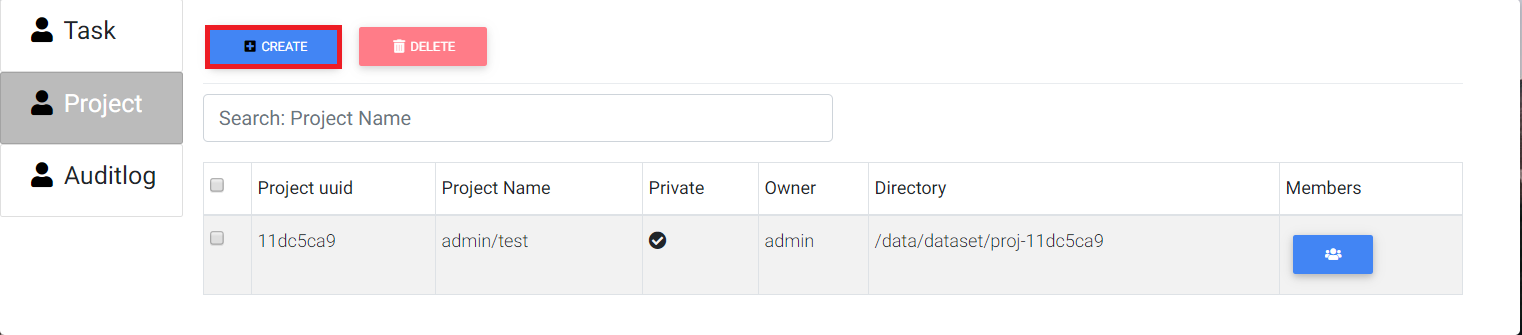 Task
Project
Auditlog
CREATE DELETE
Search: Project Name
Project uuid Project Name Private Owner Directory Members
11dc5ca9 admin/test admin /data/dataset/proj-11dc5ca9